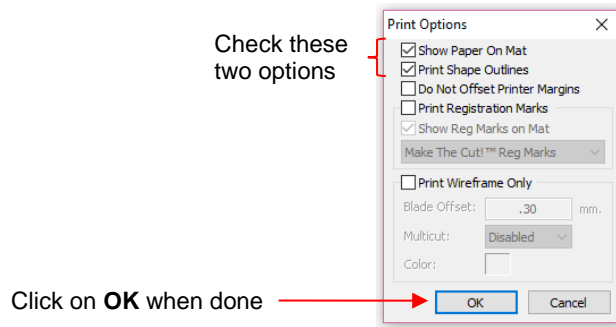 Print Options
Check these
two options
Show Paper On Mat
Print Shape Outlines
Do Not Offset Printer Margins
Print Registration Marks
Show Reg Marks on Mat
Make The Cut!™ Reg Marks
Print Wireframe Only
Blade Offset: .30 mm.
Multicut: Disabled
Color:
Click on OK when done
OK Cancel